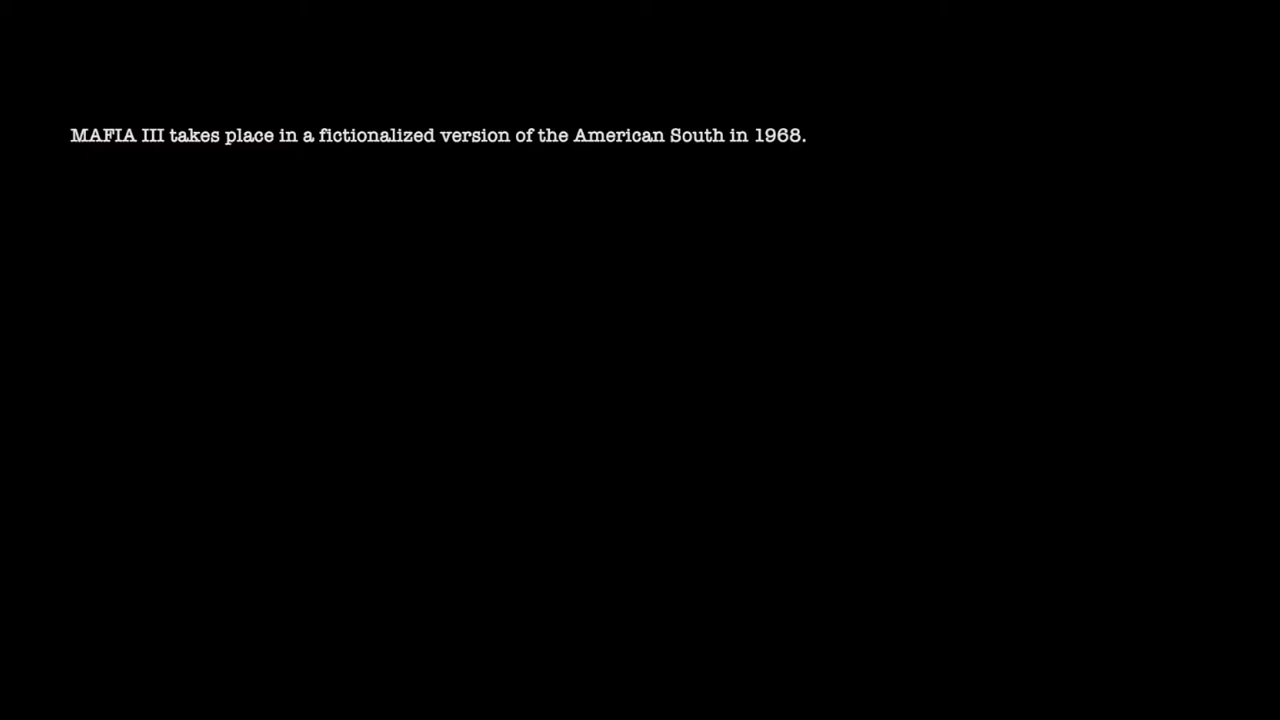 MAFIA III takes place in a fictionalized version of the American South in 1968.